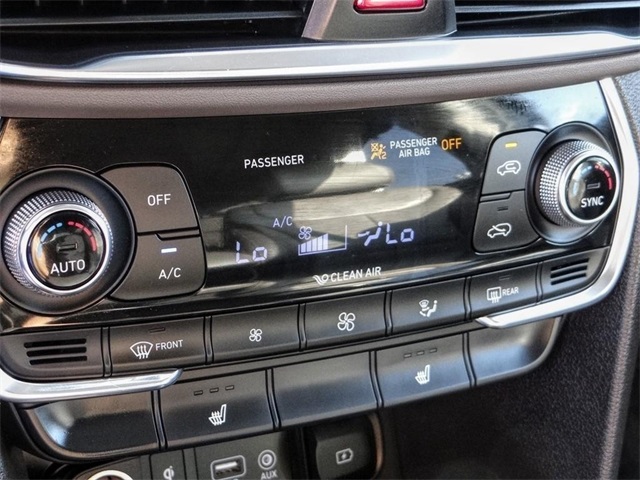 PASSENGER
PASSENGER
AIR BAG
OFF
OFF
A/C
AUTO
A/C
Lo
Lo
CLEAN AIR
SYNC
FRONT
REAR
AUX